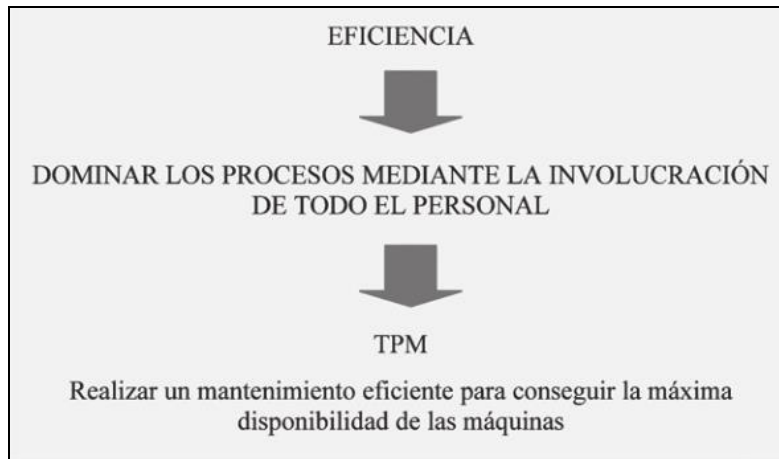 EFICIENCIA
DOMINAR LOS PROCESOS MEDIANTE LA INVOLUCRACIÓN
DE TODO EL PERSONAL
TPM
Realizar un mantenimiento eficiente para conseguir la máxima
disponibilidad de las máquinas